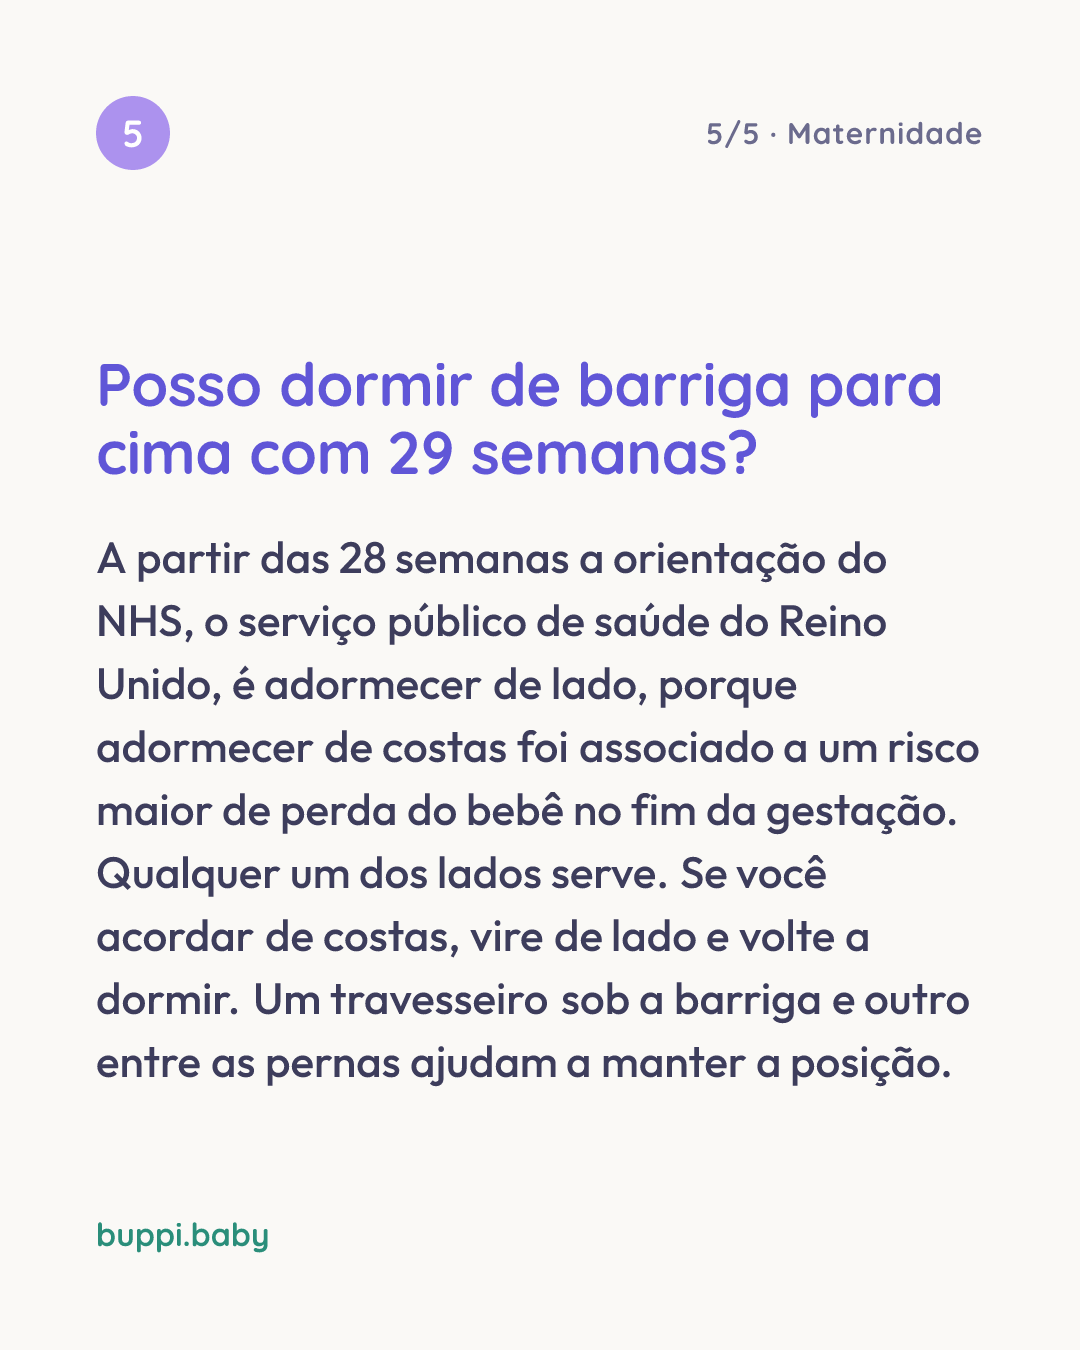 5
5/5 · Maternidade
Posso dormir de barriga para
cima com 29 semanas?
A partir das 28 semanas a orientação do
NHS, o serviço público de saúde do Reino
Unido, é adormecer de lado, porque
adormecer de costas foi associado a um risco
maior de perda do bebê no fim da gestação.
Qualquer um dos lados serve. Se você
acordar de costas, vire de lado e volte a
dormir. Um travesseiro sob a barriga e outro
entre as pernas ajudam a manter a posição.
buppi.baby